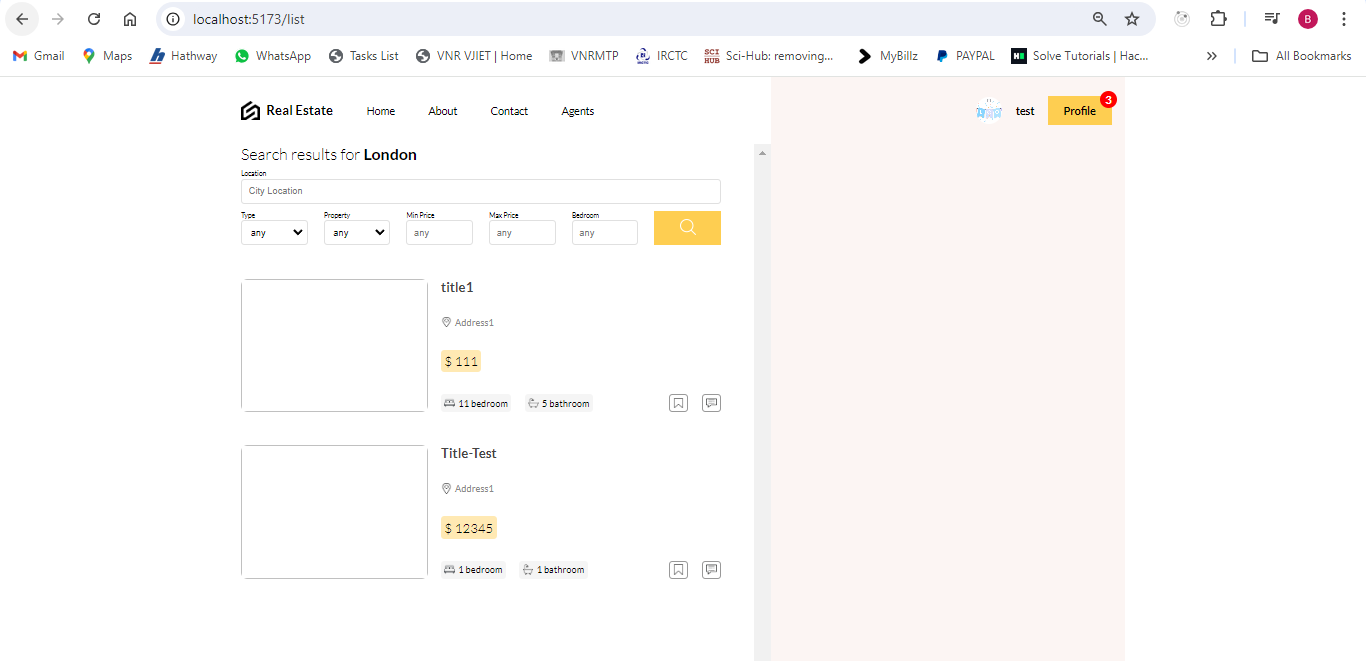 localhost:5173/list
B
Gmail Maps Hathway WhatsApp Tasks List VNR VJIET | Home VNRMTP IRCTC Sci-Hub: removing... MyBillz PAYPAL Solve Tutorials | Hac... » All Bookmarks
Real Estate Home About Contact Agents test Profile 3
Search results for London
Location
City Location
Type Property Min Price Max Price Bedroom
any any any any any
title1
Address1
$ 111
11 bedroom 5 bathroom
Title-Test
Address1
$ 12345
1 bedroom 1 bathroom